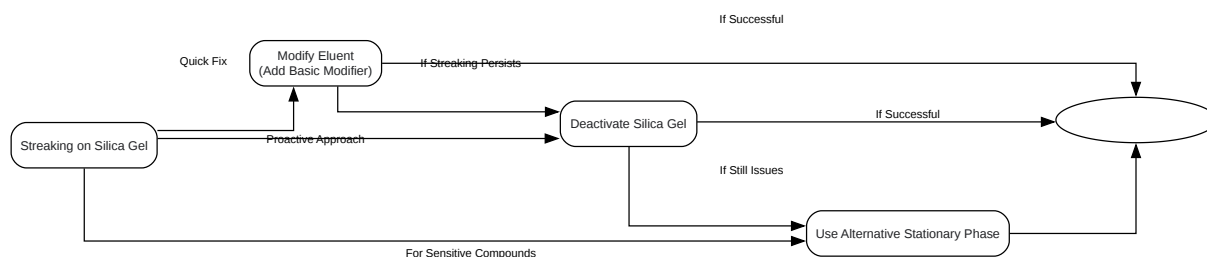 If Successful
Quick Fix
Modify Eluent
(Add Basic Modifier)
If Streaking Persists
Deactivate Silica Gel
If Successful
Streaking on Silica Gel
Proactive Approach
If Still Issues
Use Alternative Stationary Phase
For Sensitive Compounds